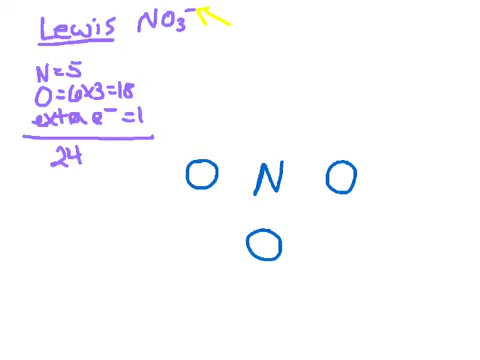 Lewis NO₃⁻
N=5
O=6x3=18
extra e⁻ =1
24
O N O
O